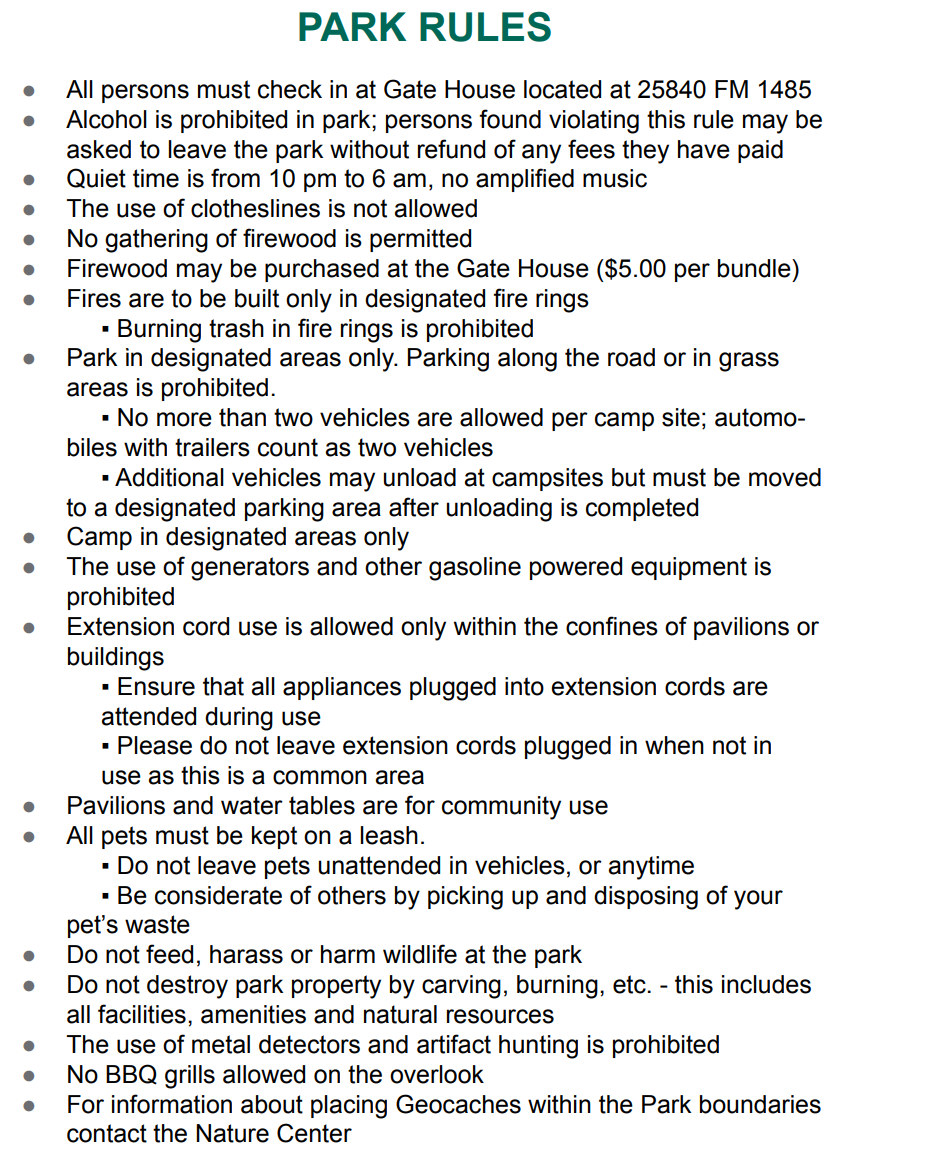 PARK RULES
● All persons must check in at Gate House located at 25840 FM 1485
● Alcohol is prohibited in park; persons found violating this rule may be
asked to leave the park without refund of any fees they have paid
● Quiet time is from 10 pm to 6 am, no amplified music
● The use of clotheslines is not allowed
● No gathering of firewood is permitted
● Firewood may be purchased at the Gate House ($5.00 per bundle)
● Fires are to be built only in designated fire rings
▪ Burning trash in fire rings is prohibited
● Park in designated areas only. Parking along the road or in grass
areas is prohibited.
▪ No more than two vehicles are allowed per camp site; automo-
biles with trailers count as two vehicles
▪ Additional vehicles may unload at campsites but must be moved
to a designated parking area after unloading is completed
● Camp in designated areas only
● The use of generators and other gasoline powered equipment is
prohibited
● Extension cord use is allowed only within the confines of pavilions or
buildings
▪ Ensure that all appliances plugged into extension cords are
attended during use
▪ Please do not leave extension cords plugged in when not in
use as this is a common area
● Pavilions and water tables are for community use
● All pets must be kept on a leash.
▪ Do not leave pets unattended in vehicles, or anytime
▪ Be considerate of others by picking up and disposing of your
pet’s waste
● Do not feed, harass or harm wildlife at the park
● Do not destroy park property by carving, burning, etc. - this includes
all facilities, amenities and natural resources
● The use of metal detectors and artifact hunting is prohibited
● No BBQ grills allowed on the overlook
● For information about placing Geocaches within the Park boundaries
contact the Nature Center